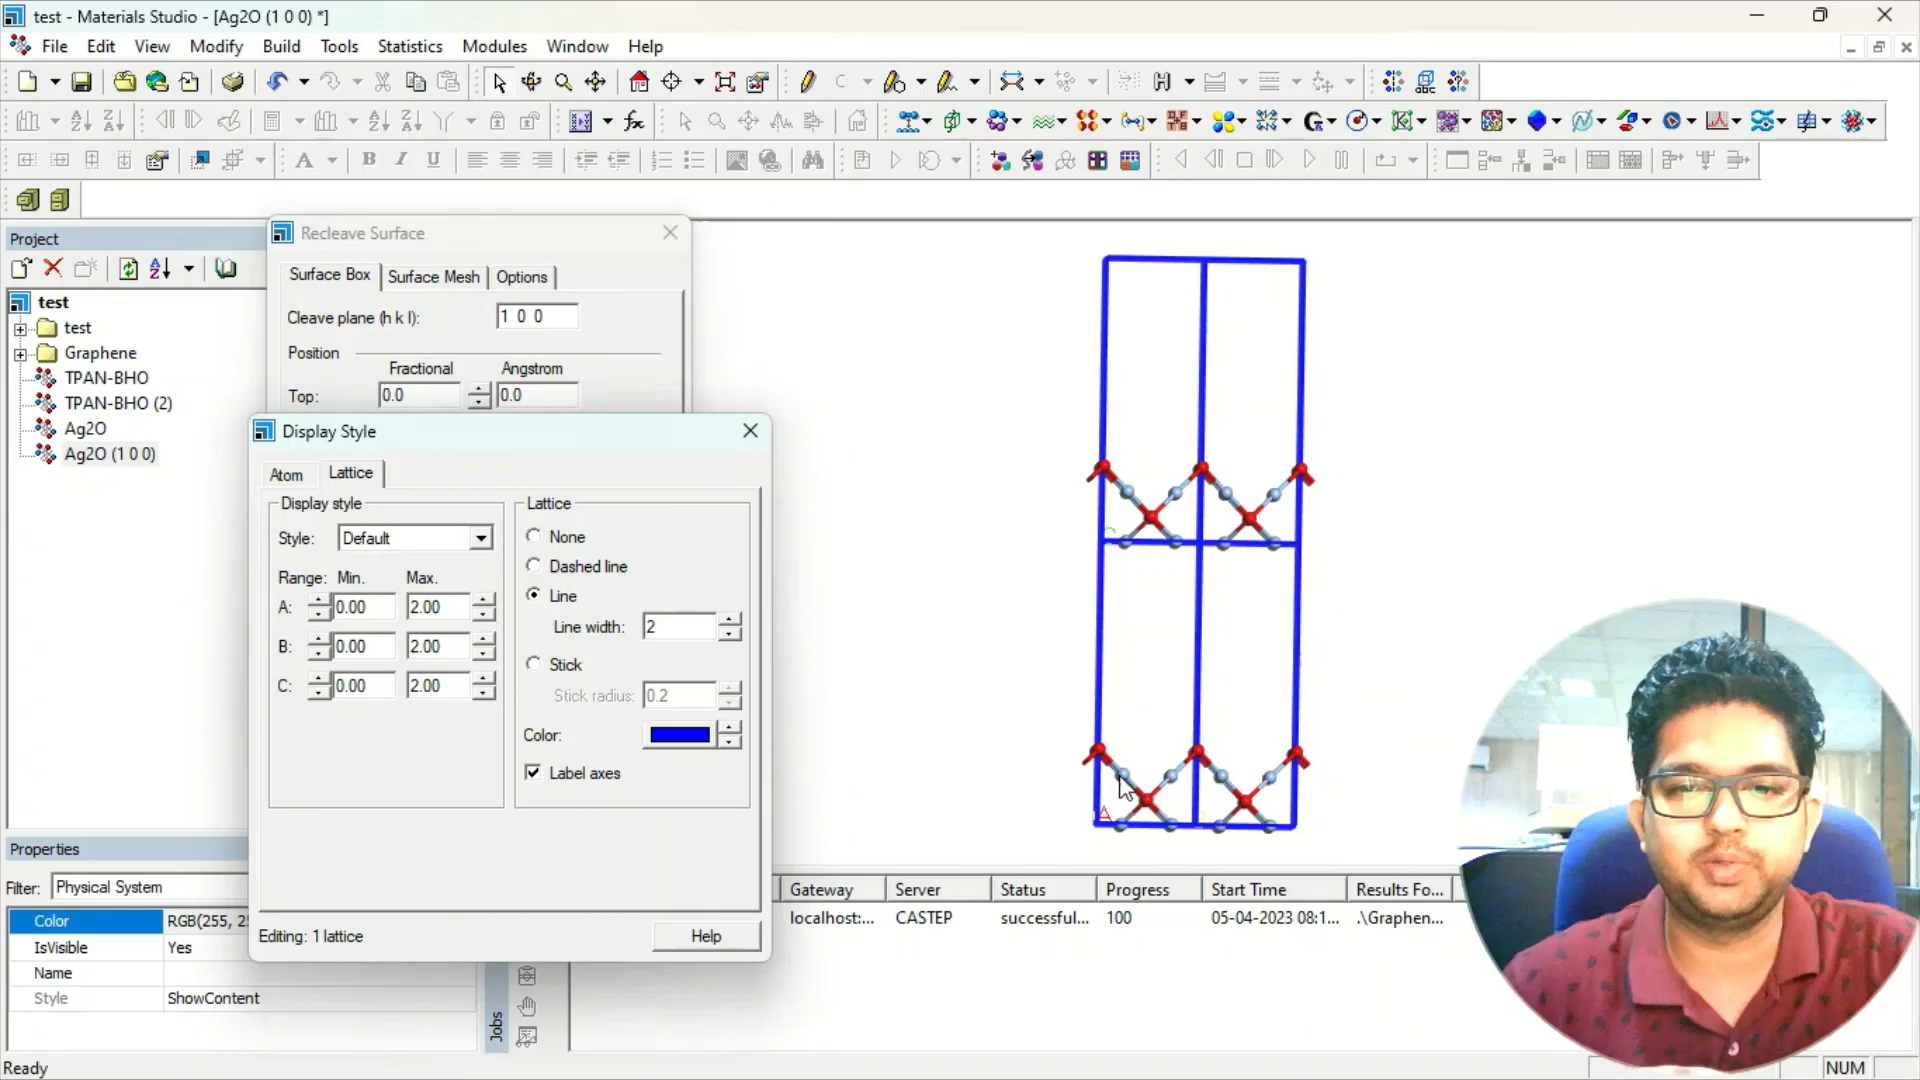 test - Materials Studio - [Ag2O (1 0 0) *]
File Edit View Modify Build Tools Statistics Modules Window Help
Project
test
test
Graphene
TPAN-BHO
TPAN-BHO (2)
Ag2O
Ag2O (1 0 0)
Recleave Surface
Surface Box Surface Mesh Options
Cleave plane (h k l): 1 0 0
Position
Fractional Angstrom
Top: 0.0 0.0
Display Style
Atom Lattice
Display style
Style: Default
Range: Min. Max.
A: 0.00 2.00
B: 0.00 2.00
C: 0.00 2.00
Lattice
None
Dashed line
Line
Line width: 2
Stick
Stick radius: 0.2
Color:
Label axes
Editing: 1 lattice
Help
A
Properties
Filter: Physical System
Color RGB(255, 2
IsVisible Yes
Name
Style ShowContent
Jobs
Gateway Server Status Progress Start Time Results Fo...
localhost:... CASTEP successful... 100 05-04-2023 08:1... .\Graphen...
Ready
NUM